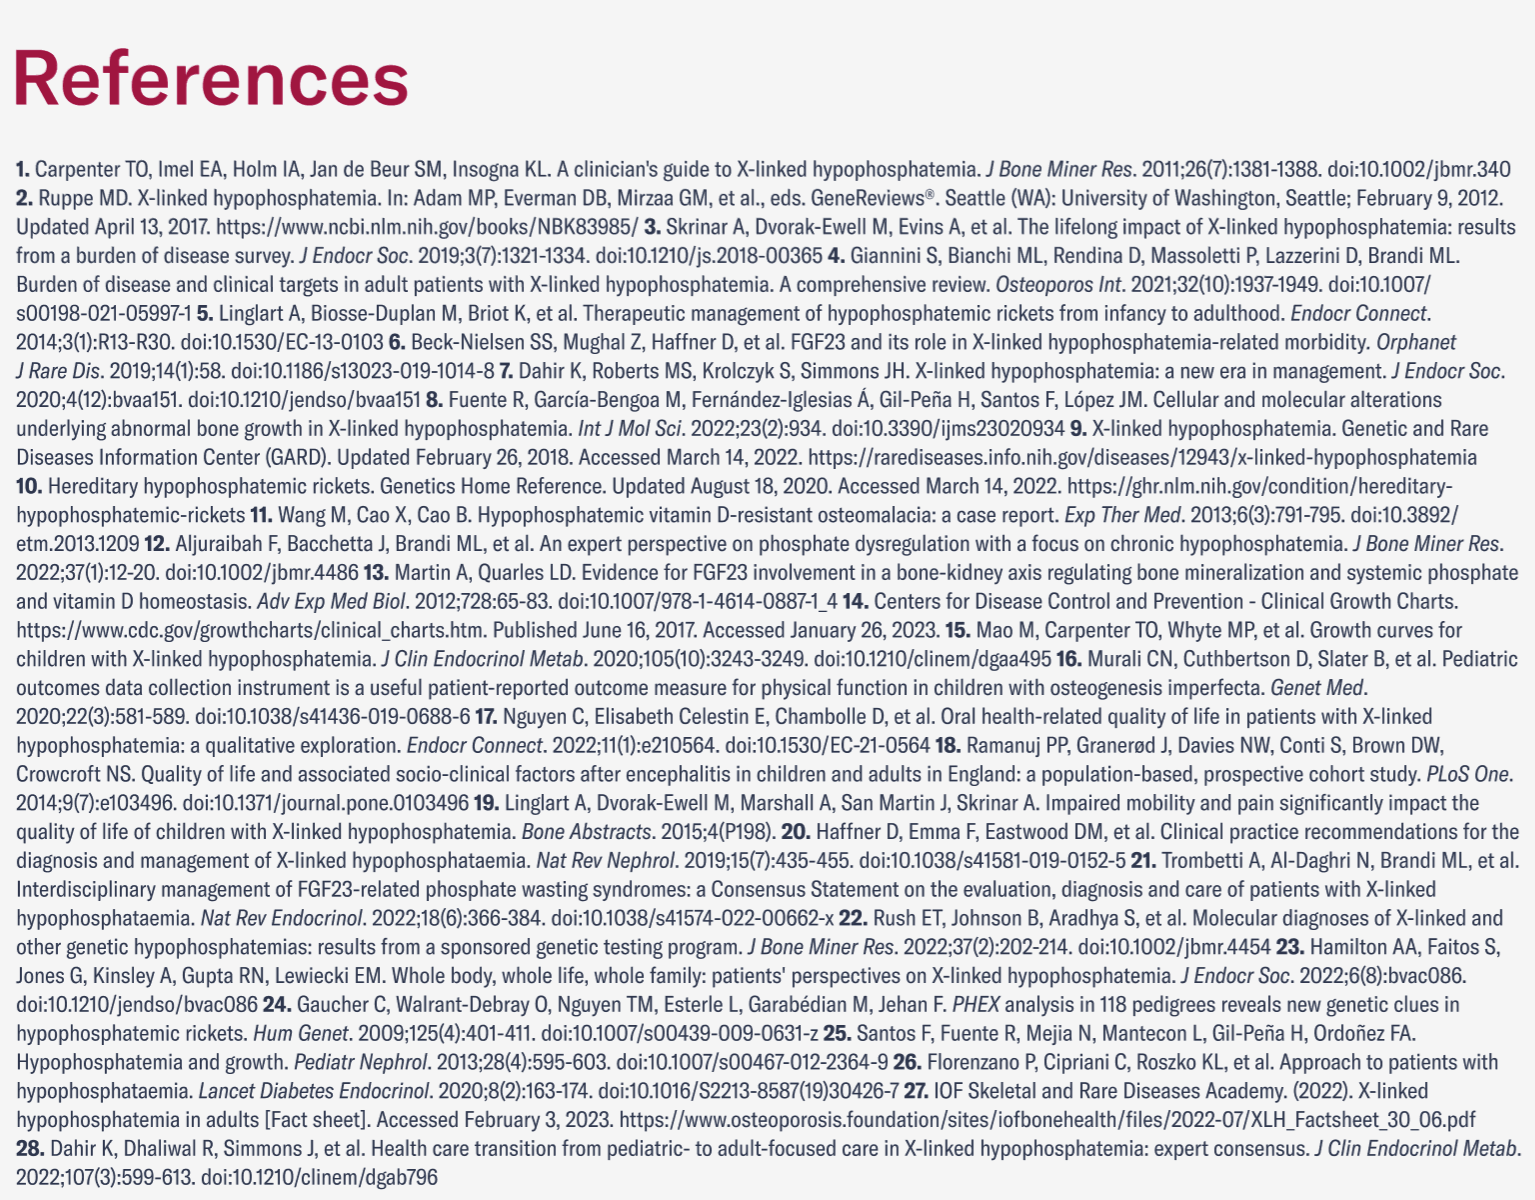 References
1. Carpenter TO, Imel EA, Holm IA, Jan de Beur SM, Insogna KL. A clinician's guide to X-linked hypophosphatemia. J Bone Miner Res. 2011;26(7):1381-1388. doi:10.1002/jbmr.340
2. Ruppe MD. X-linked hypophosphatemia. In: Adam MP, Everman DB, Mirzaa GM, et al., eds. GeneReviews®. Seattle (WA): University of Washington, Seattle; February 9, 2012.
Updated April 13, 2017. https://www.ncbi.nlm.nih.gov/books/NBK83985/ 3. Skrinar A, Dvorak-Ewell M, Evins A, et al. The lifelong impact of X-linked hypophosphatemia: results
from a burden of disease survey. J Endocr Soc. 2019;3(7):1321-1334. doi:10.1210/js.2018-00365 4. Giannini S, Bianchi ML, Rendina D, Massoletti P, Lazzerini D, Brandi ML.
Burden of disease and clinical targets in adult patients with X-linked hypophosphatemia. A comprehensive review. Osteoporos Int. 2021;32(10):1937-1949. doi:10.1007/
s00198-021-05997-1 5. Linglart A, Biosse-Duplan M, Briot K, et al. Therapeutic management of hypophosphatemic rickets from infancy to adulthood. Endocr Connect.
2014;3(1):R13-R30. doi:10.1530/EC-13-0103 6. Beck-Nielsen SS, Mughal Z, Haffner D, et al. FGF23 and its role in X-linked hypophosphatemia-related morbidity. Orphanet
J Rare Dis. 2019;14(1):58. doi:10.1186/s13023-019-1014-8 7. Dahir K, Roberts MS, Krolczyk S, Simmons JH. X-linked hypophosphatemia: a new era in management. J Endocr Soc.
2020;4(12):bvaa151. doi:10.1210/jendso/bvaa151 8. Fuente R, García-Bengoa M, Fernández-Iglesias Á, Gil-Peña H, Santos F, López JM. Cellular and molecular alterations
underlying abnormal bone growth in X-linked hypophosphatemia. Int J Mol Sci. 2022;23(2):934. doi:10.3390/ijms23020934 9. X-linked hypophosphatemia. Genetic and Rare
Diseases Information Center (GARD). Updated February 26, 2018. Accessed March 14, 2022. https://rarediseases.info.nih.gov/diseases/12943/x-linked-hypophosphatemia
10. Hereditary hypophosphatemic rickets. Genetics Home Reference. Updated August 18, 2020. Accessed March 14, 2022. https://ghr.nlm.nih.gov/condition/hereditary-
hypophosphatemic-rickets 11. Wang M, Cao X, Cao B. Hypophosphatemic vitamin D-resistant osteomalacia: a case report. Exp Ther Med. 2013;6(3):791-795. doi:10.3892/
etm.2013.1209 12. Aljuraibah F, Bacchetta J, Brandi ML, et al. An expert perspective on phosphate dysregulation with a focus on chronic hypophosphatemia. J Bone Miner Res.
2022;37(1):12-20. doi:10.1002/jbmr.4486 13. Martin A, Quarles LD. Evidence for FGF23 involvement in a bone-kidney axis regulating bone mineralization and systemic phosphate
and vitamin D homeostasis. Adv Exp Med Biol. 2012;728:65-83. doi:10.1007/978-1-4614-0887-1_4 14. Centers for Disease Control and Prevention - Clinical Growth Charts.
https://www.cdc.gov/growthcharts/clinical_charts.htm. Published June 16, 2017. Accessed January 26, 2023. 15. Mao M, Carpenter TO, Whyte MP, et al. Growth curves for
children with X-linked hypophosphatemia. J Clin Endocrinol Metab. 2020;105(10):3243-3249. doi:10.1210/clinem/dgaa495 16. Murali CN, Cuthbertson D, Slater B, et al. Pediatric
outcomes data collection instrument is a useful patient-reported outcome measure for physical function in children with osteogenesis imperfecta. Genet Med.
2020;22(3):581-589. doi:10.1038/s41436-019-0688-6 17. Nguyen C, Elisabeth Celestin E, Chambolle D, et al. Oral health-related quality of life in patients with X-linked
hypophosphatemia: a qualitative exploration. Endocr Connect. 2022;11(1):e210564. doi:10.1530/EC-21-0564 18. Ramanuj PP, Granerød J, Davies NW, Conti S, Brown DW,
Crowcroft NS. Quality of life and associated socio-clinical factors after encephalitis in children and adults in England: a population-based, prospective cohort study. PLoS One.
2014;9(7):e103496. doi:10.1371/journal.pone.0103496 19. Linglart A, Dvorak-Ewell M, Marshall A, San Martin J, Skrinar A. Impaired mobility and pain significantly impact the
quality of life of children with X-linked hypophosphatemia. Bone Abstracts. 2015;4(P198). 20. Haffner D, Emma F, Eastwood DM, et al. Clinical practice recommendations for the
diagnosis and management of X-linked hypophosphataemia. Nat Rev Nephrol. 2019;15(7):435-455. doi:10.1038/s41581-019-0152-5 21. Trombetti A, Al-Daghri N, Brandi ML, et al.
Interdisciplinary management of FGF23-related phosphate wasting syndromes: a Consensus Statement on the evaluation, diagnosis and care of patients with X-linked
hypophosphataemia. Nat Rev Endocrinol. 2022;18(6):366-384. doi:10.1038/s41574-022-00662-x 22. Rush ET, Johnson B, Aradhya S, et al. Molecular diagnoses of X-linked and
other genetic hypophosphatemias: results from a sponsored genetic testing program. J Bone Miner Res. 2022;37(2):202-214. doi:10.1002/jbmr.4454 23. Hamilton AA, Faitos S,
Jones G, Kinsley A, Gupta RN, Lewiecki EM. Whole body, whole life, whole family: patients' perspectives on X-linked hypophosphatemia. J Endocr Soc. 2022;6(8):bvac086.
doi:10.1210/jendso/bvac086 24. Gaucher C, Walrant-Debray O, Nguyen TM, Esterle L, Garabédian M, Jehan F. PHEX analysis in 118 pedigrees reveals new genetic clues in
hypophosphatemic rickets. Hum Genet. 2009;125(4):401-411. doi:10.1007/s00439-009-0631-z 25. Santos F, Fuente R, Mejia N, Mantecon L, Gil-Peña H, Ordoñez FA.
Hypophosphatemia and growth. Pediatr Nephrol. 2013;28(4):595-603. doi:10.1007/s00467-012-2364-9 26. Florenzano P, Cipriani C, Roszko KL, et al. Approach to patients with
hypophosphataemia. Lancet Diabetes Endocrinol. 2020;8(2):163-174. doi:10.1016/S2213-8587(19)30426-7 27. IOF Skeletal and Rare Diseases Academy. (2022). X-linked
hypophosphatemia in adults [Fact sheet]. Accessed February 3, 2023. https://www.osteoporosis.foundation/sites/iofbonehealth/files/2022-07/XLH_Factsheet_30_06.pdf
28. Dahir K, Dhaliwal R, Simmons J, et al. Health care transition from pediatric- to adult-focused care in X-linked hypophosphatemia: expert consensus. J Clin Endocrinol Metab.
2022;107(3):599-613. doi:10.1210/clinem/dgab796